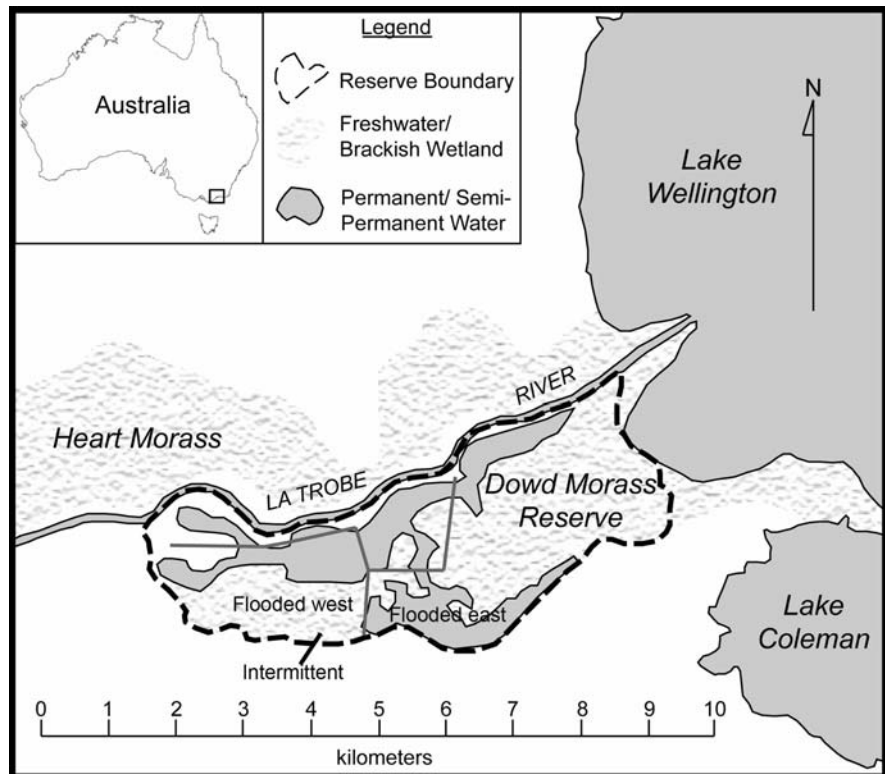 Australia
Legend
Reserve Boundary
Freshwater/
Brackish Wetland
Permanent/ Semi-
Permanent Water
N
Lake
Wellington
Heart Morass
LA TROBE
RIVER
Dowd Morass
Reserve
Flooded west
Flooded east
Intermittent
Lake
Coleman
0 1 2 3 4 5 6 7 8 9 10
kilometers